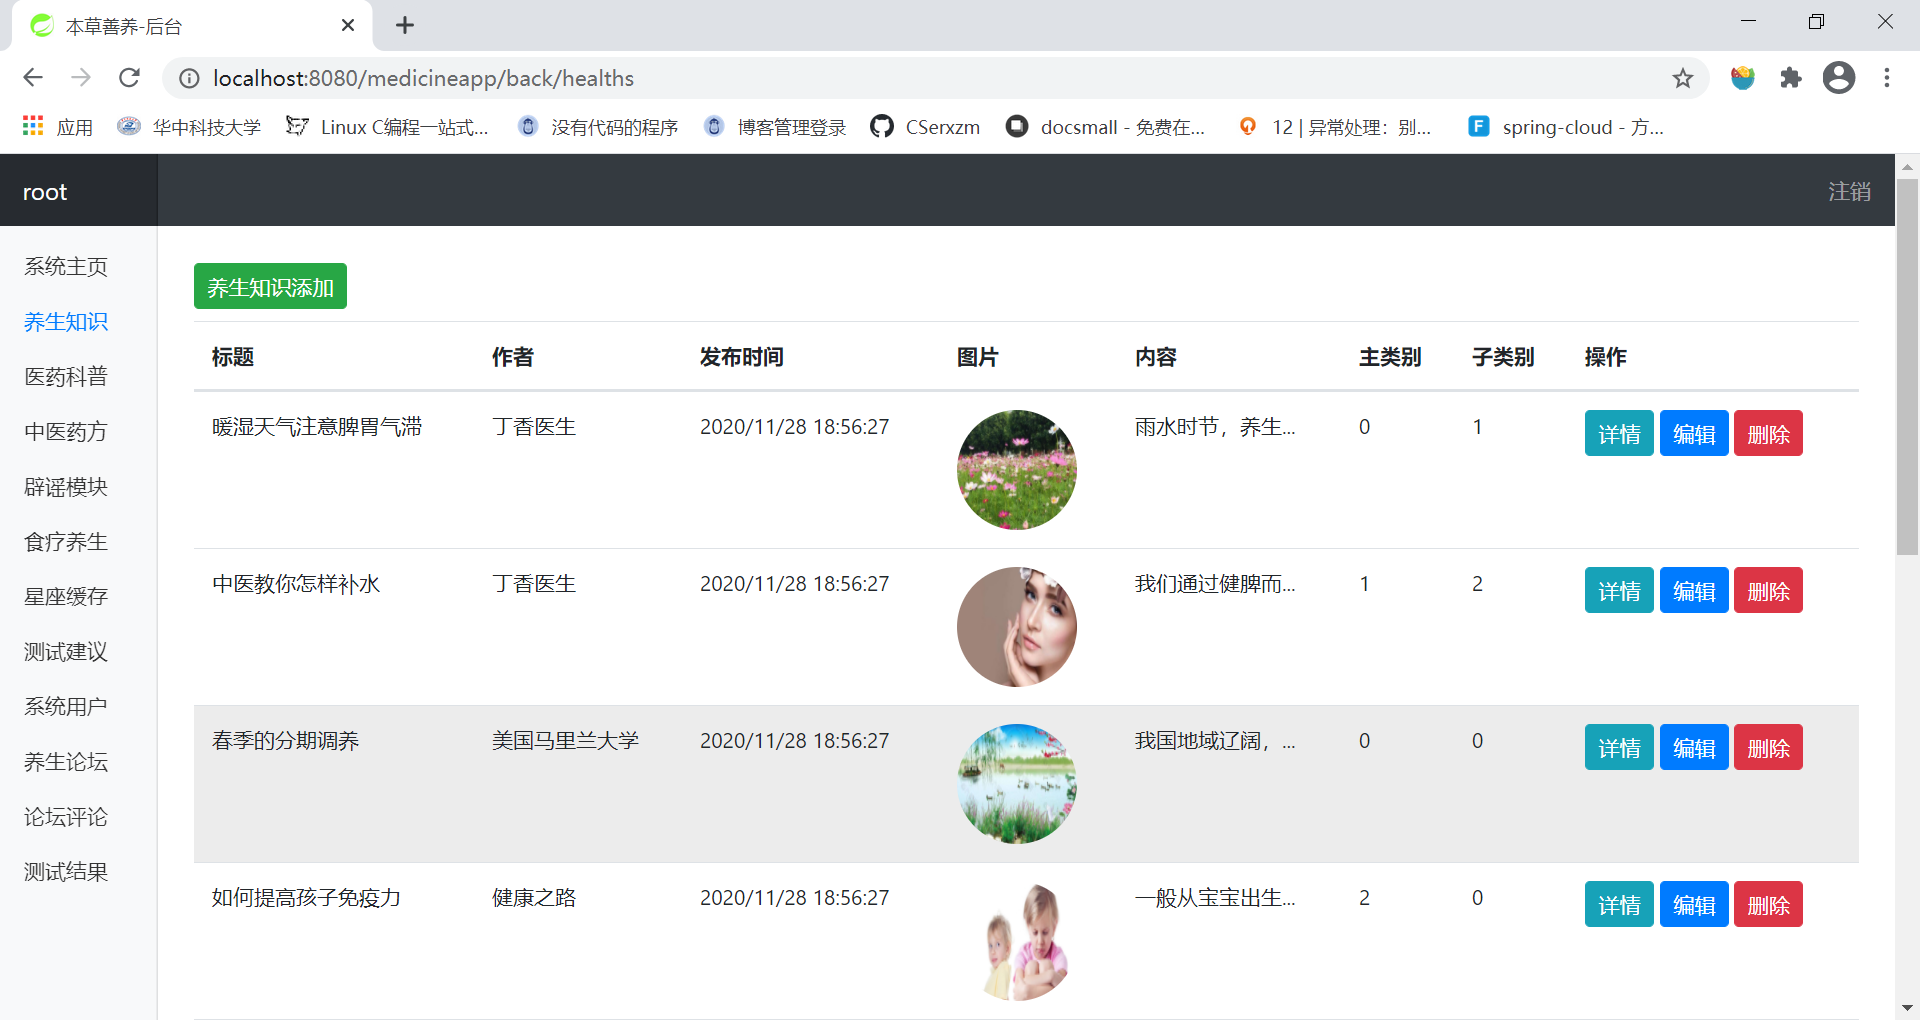 本草善养-后台
localhost:8080/medicineapp/back/healths
应用 华中科技大学 Linux C编程一站式... 没有代码的程序 博客管理登录 CSerxzm docsmall - 免费在... 12 | 异常处理：别... spring-cloud - 方...
root 注销
系统主页
养生知识
医药科普
中医药方
辟谣模块
食疗养生
星座缓存
测试建议
系统用户
养生论坛
论坛评论
测试结果
养生知识添加
标题 作者 发布时间 图片 内容 主类别 子类别 操作
暖湿天气注意脾胃气滞 丁香医生 2020/11/28 18:56:27 雨水时节，养生... 0 1 详情 编辑 删除
中医教你怎样补水 丁香医生 2020/11/28 18:56:27 我们通过健脾而... 1 2 详情 编辑 删除
春季的分期调养 美国马里兰大学 2020/11/28 18:56:27 我国地域辽阔，... 0 0 详情 编辑 删除
如何提高孩子免疫力 健康之路 2020/11/28 18:56:27 一般从宝宝出生... 2 0 详情 编辑 删除